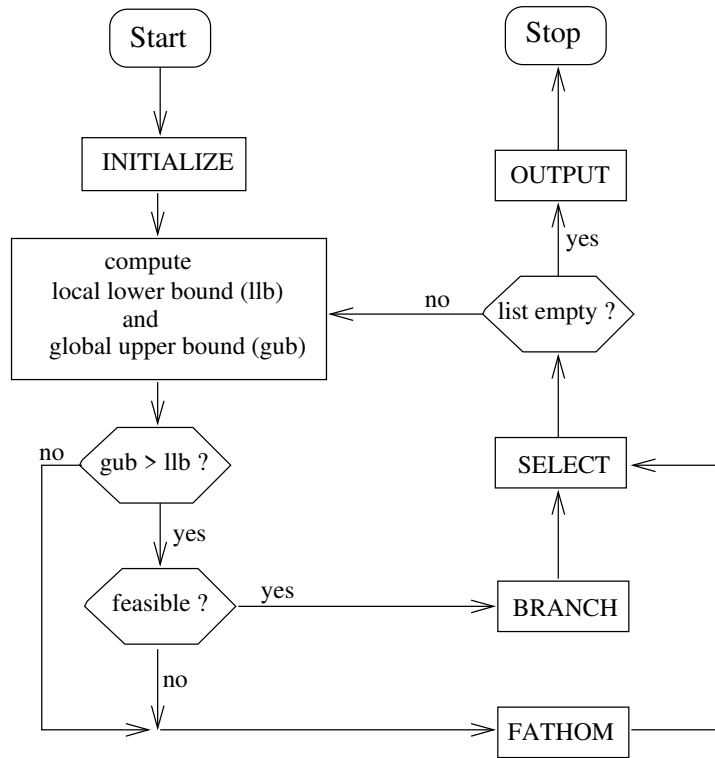 Start
Stop
INITIALIZE
OUTPUT
yes
compute
local lower bound (llb)
and
global upper bound (gub)
no
list empty ?
no
gub > llb ?
SELECT
yes
feasible ?
yes
BRANCH
no
FATHOM